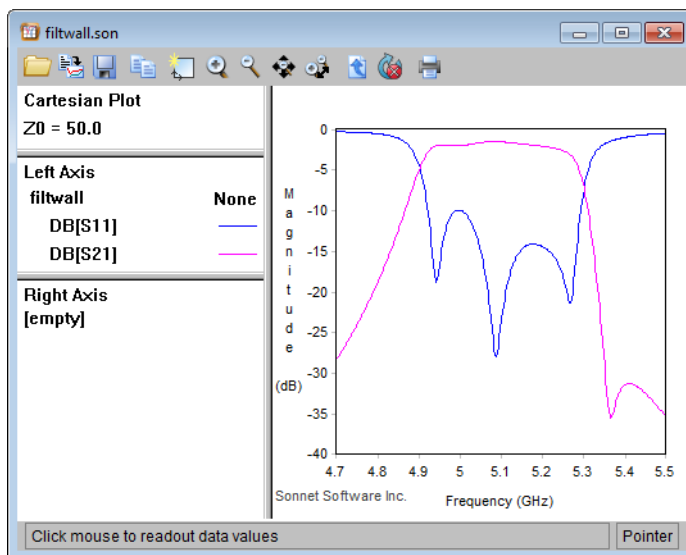 filtwall.son
Cartesian Plot
Z0 = 50.0
Left Axis
filtwall None
DB[S11]
DB[S21]
Right Axis
[empty]
Magnitude
(dB)
0
-5
-10
-15
-20
-25
-30
-35
-40
4.7 4.8 4.9 5 5.1 5.2 5.3 5.4 5.5
Sonnet Software Inc.
Frequency (GHz)
Click mouse to readout data values
Pointer